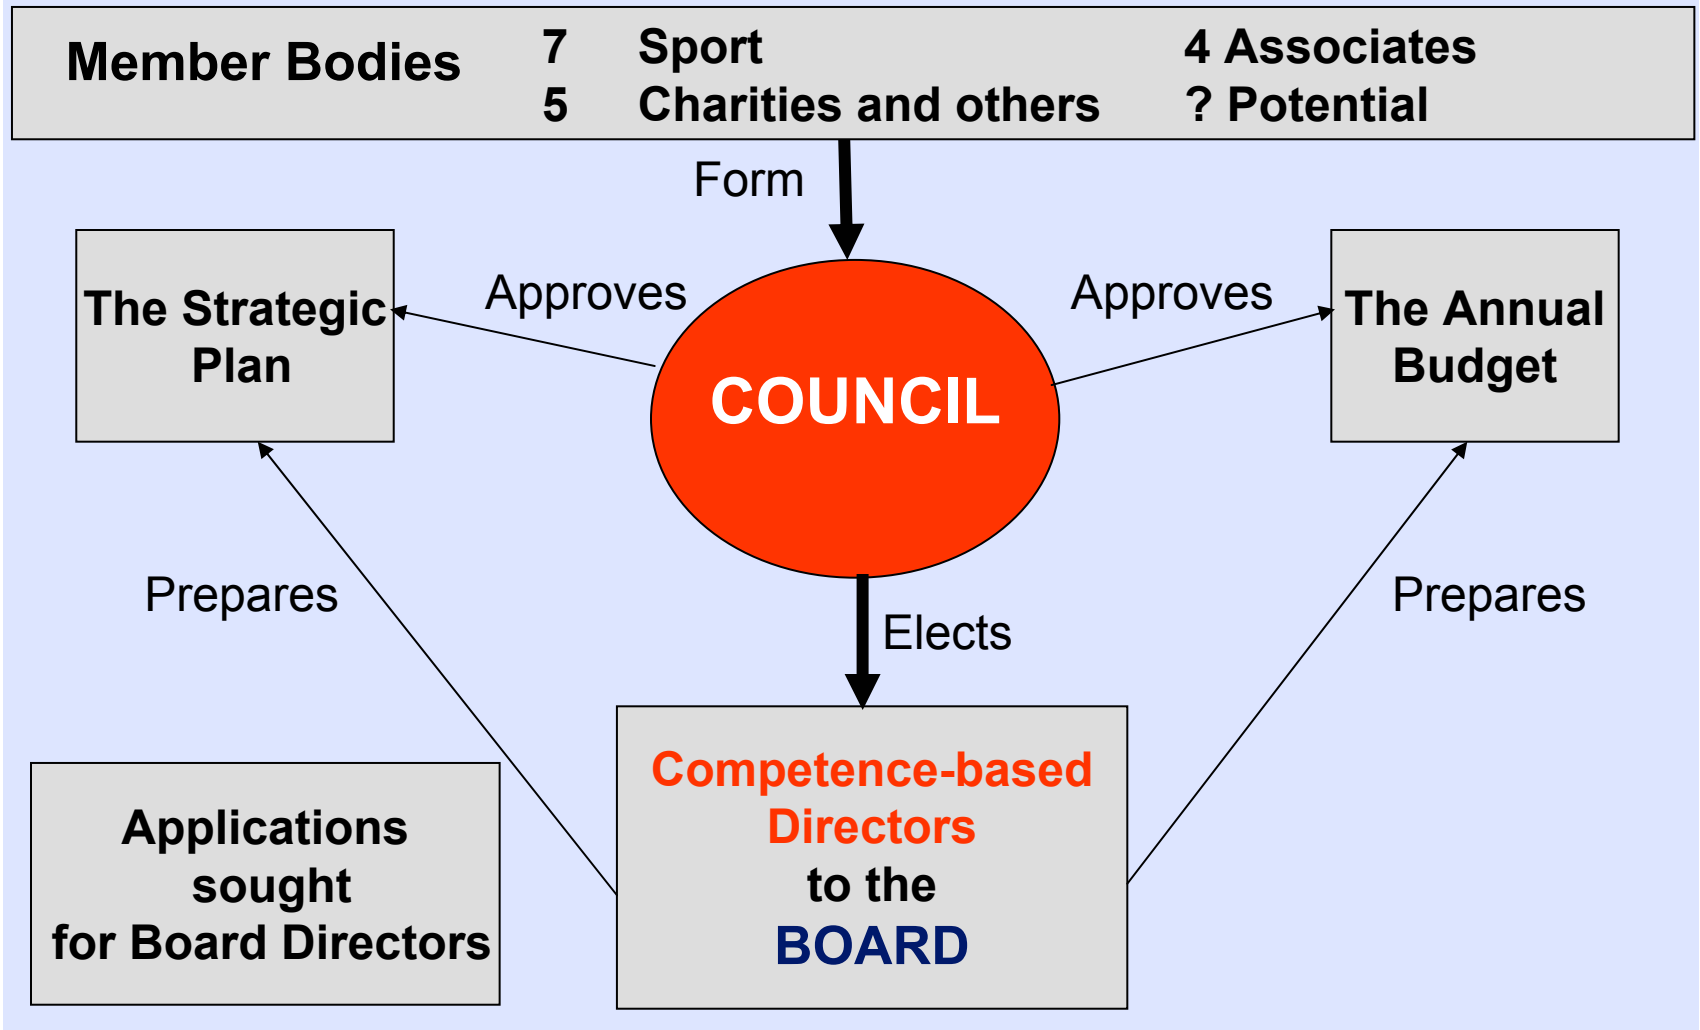 Member Bodies
7 Sport 4 Associates
5 Charities and others ? Potential
Form
The Strategic
Plan
Approves
COUNCIL
Approves
The Annual
Budget
Prepares
Elects
Prepares
Applications
sought
for Board Directors
Competence-based
Directors
to the
BOARD